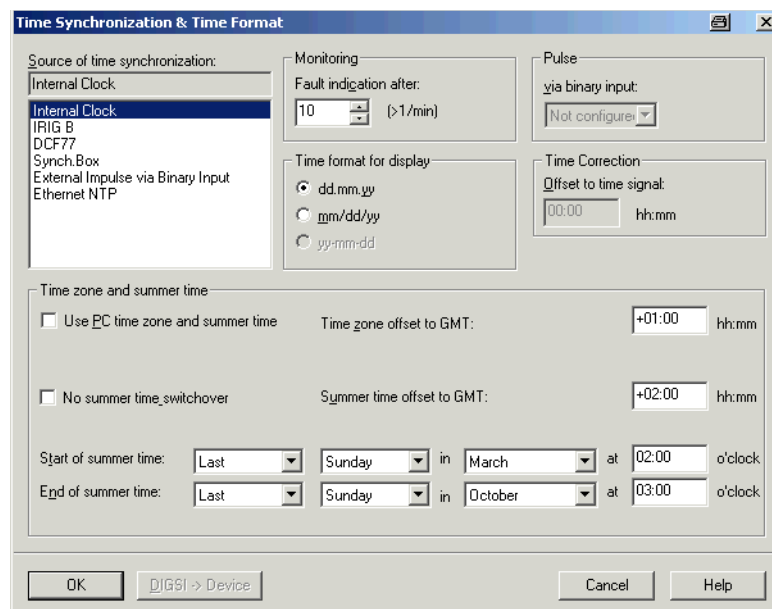 Time Synchronization & Time Format
Source of time synchronization:
Internal Clock
Internal Clock
IRIG B
DCF77
Synch.Box
External Impulse via Binary Input
Ethernet NTP
Monitoring
Fault indication after:
10 (>1/min)
Time format for display
dd.mm.yy
mm/dd/yy
yy-mm-dd
Pulse
via binary input:
Not configure
Time Correction
Offset to time signal:
00:00 hh:mm
Time zone and summer time
Use PC time zone and summer time Time zone offset to GMT: +01:00 hh:mm
No summer time switchover Summer time offset to GMT: +02:00 hh:mm
Start of summer time: Last Sunday in March at 02:00 o'clock
End of summer time: Last Sunday in October at 03:00 o'clock
OK DIGSI -> Device Cancel Help